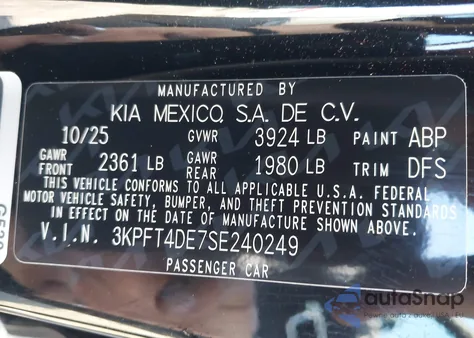 MANUFACTURED BY
KIA MEXICO, S.A. DE C.V.
10/25 GVWR 3924 LB PAINT ABP
GAWR FRONT 2361 LB GAWR REAR 1980 LB TRIM DFS
THIS VEHICLE CONFORMS TO ALL APPLICABLE U.S.A. FEDERAL
MOTOR VEHICLE SAFETY, BUMPER, AND THEFT PREVENTION STANDARDS
IN EFFECT ON THE DATE OF MANUFACTURE SHOWN ABOVE.
V.I.N. 3KPFT4DE7SE240249
PASSENGER CAR
autoSnap